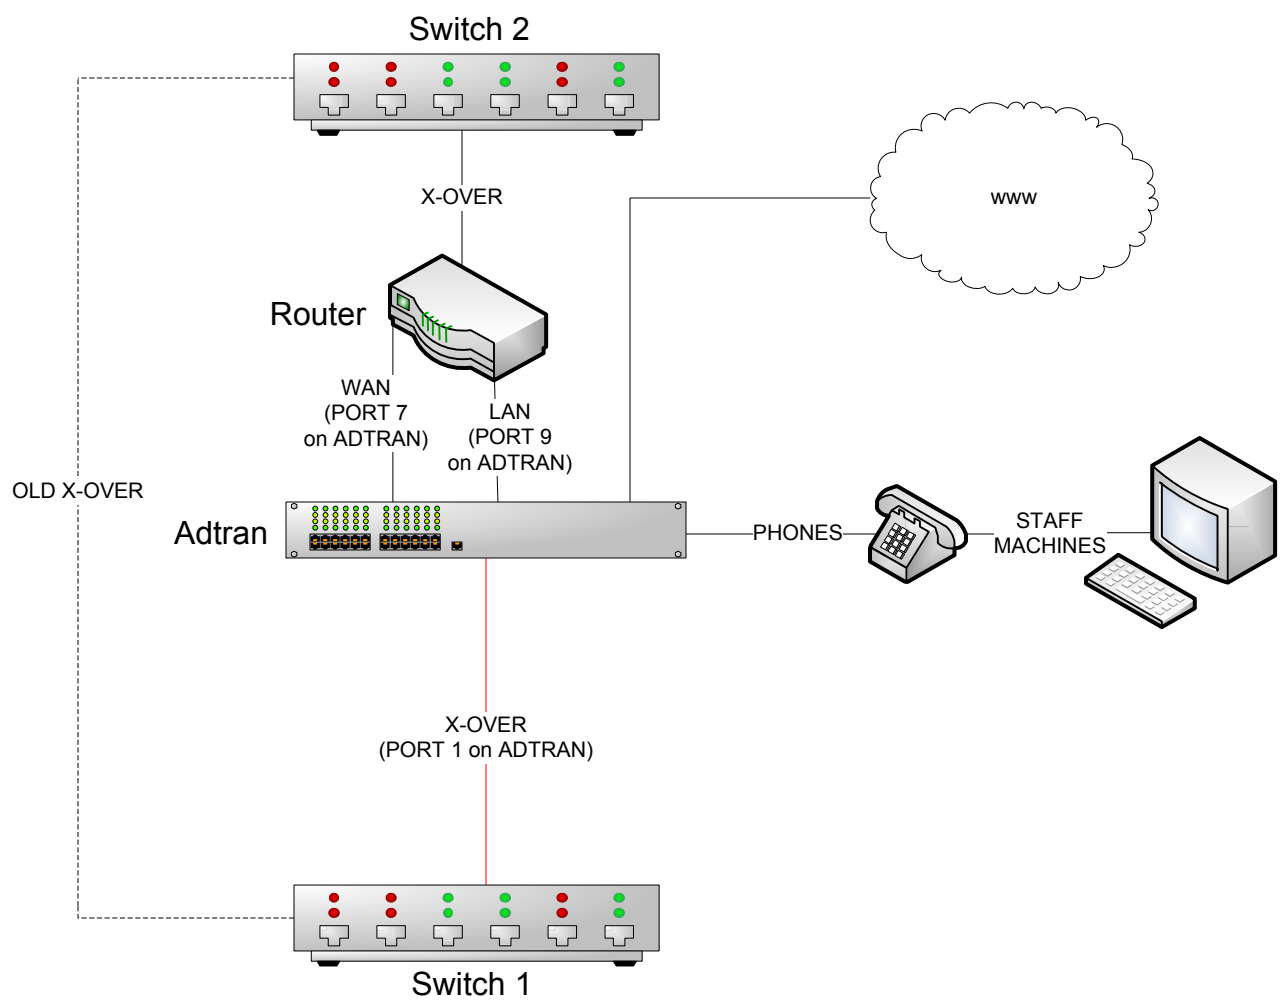 Switch 2
www
X-OVER
Router
WAN
(PORT 7
on ADTRAN)
LAN
(PORT 9
on ADTRAN)
OLD X-OVER
Adtran
PHONES
STAFF
MACHINES
X-OVER
(PORT 1 on ADTRAN)
Switch 1